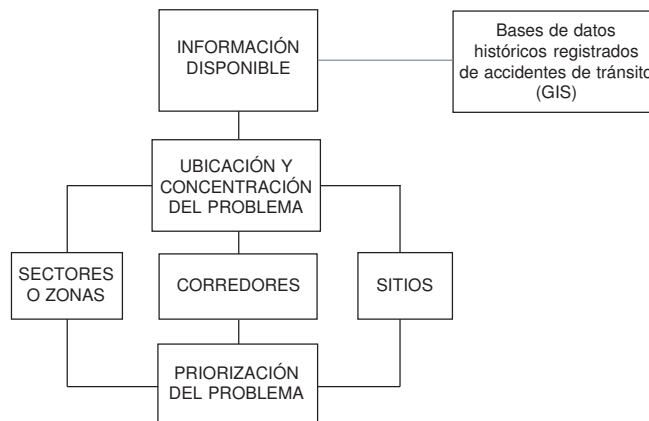 INFORMACIÓN
DISPONIBLE
Bases de datos
históricos registrados
de accidentes de tránsito
(GIS)
UBICACIÓN Y
CONCENTRACIÓN
DEL PROBLEMA
SECTORES
O ZONAS
CORREDORES
SITIOS
PRIORIZACIÓN
DEL PROBLEMA